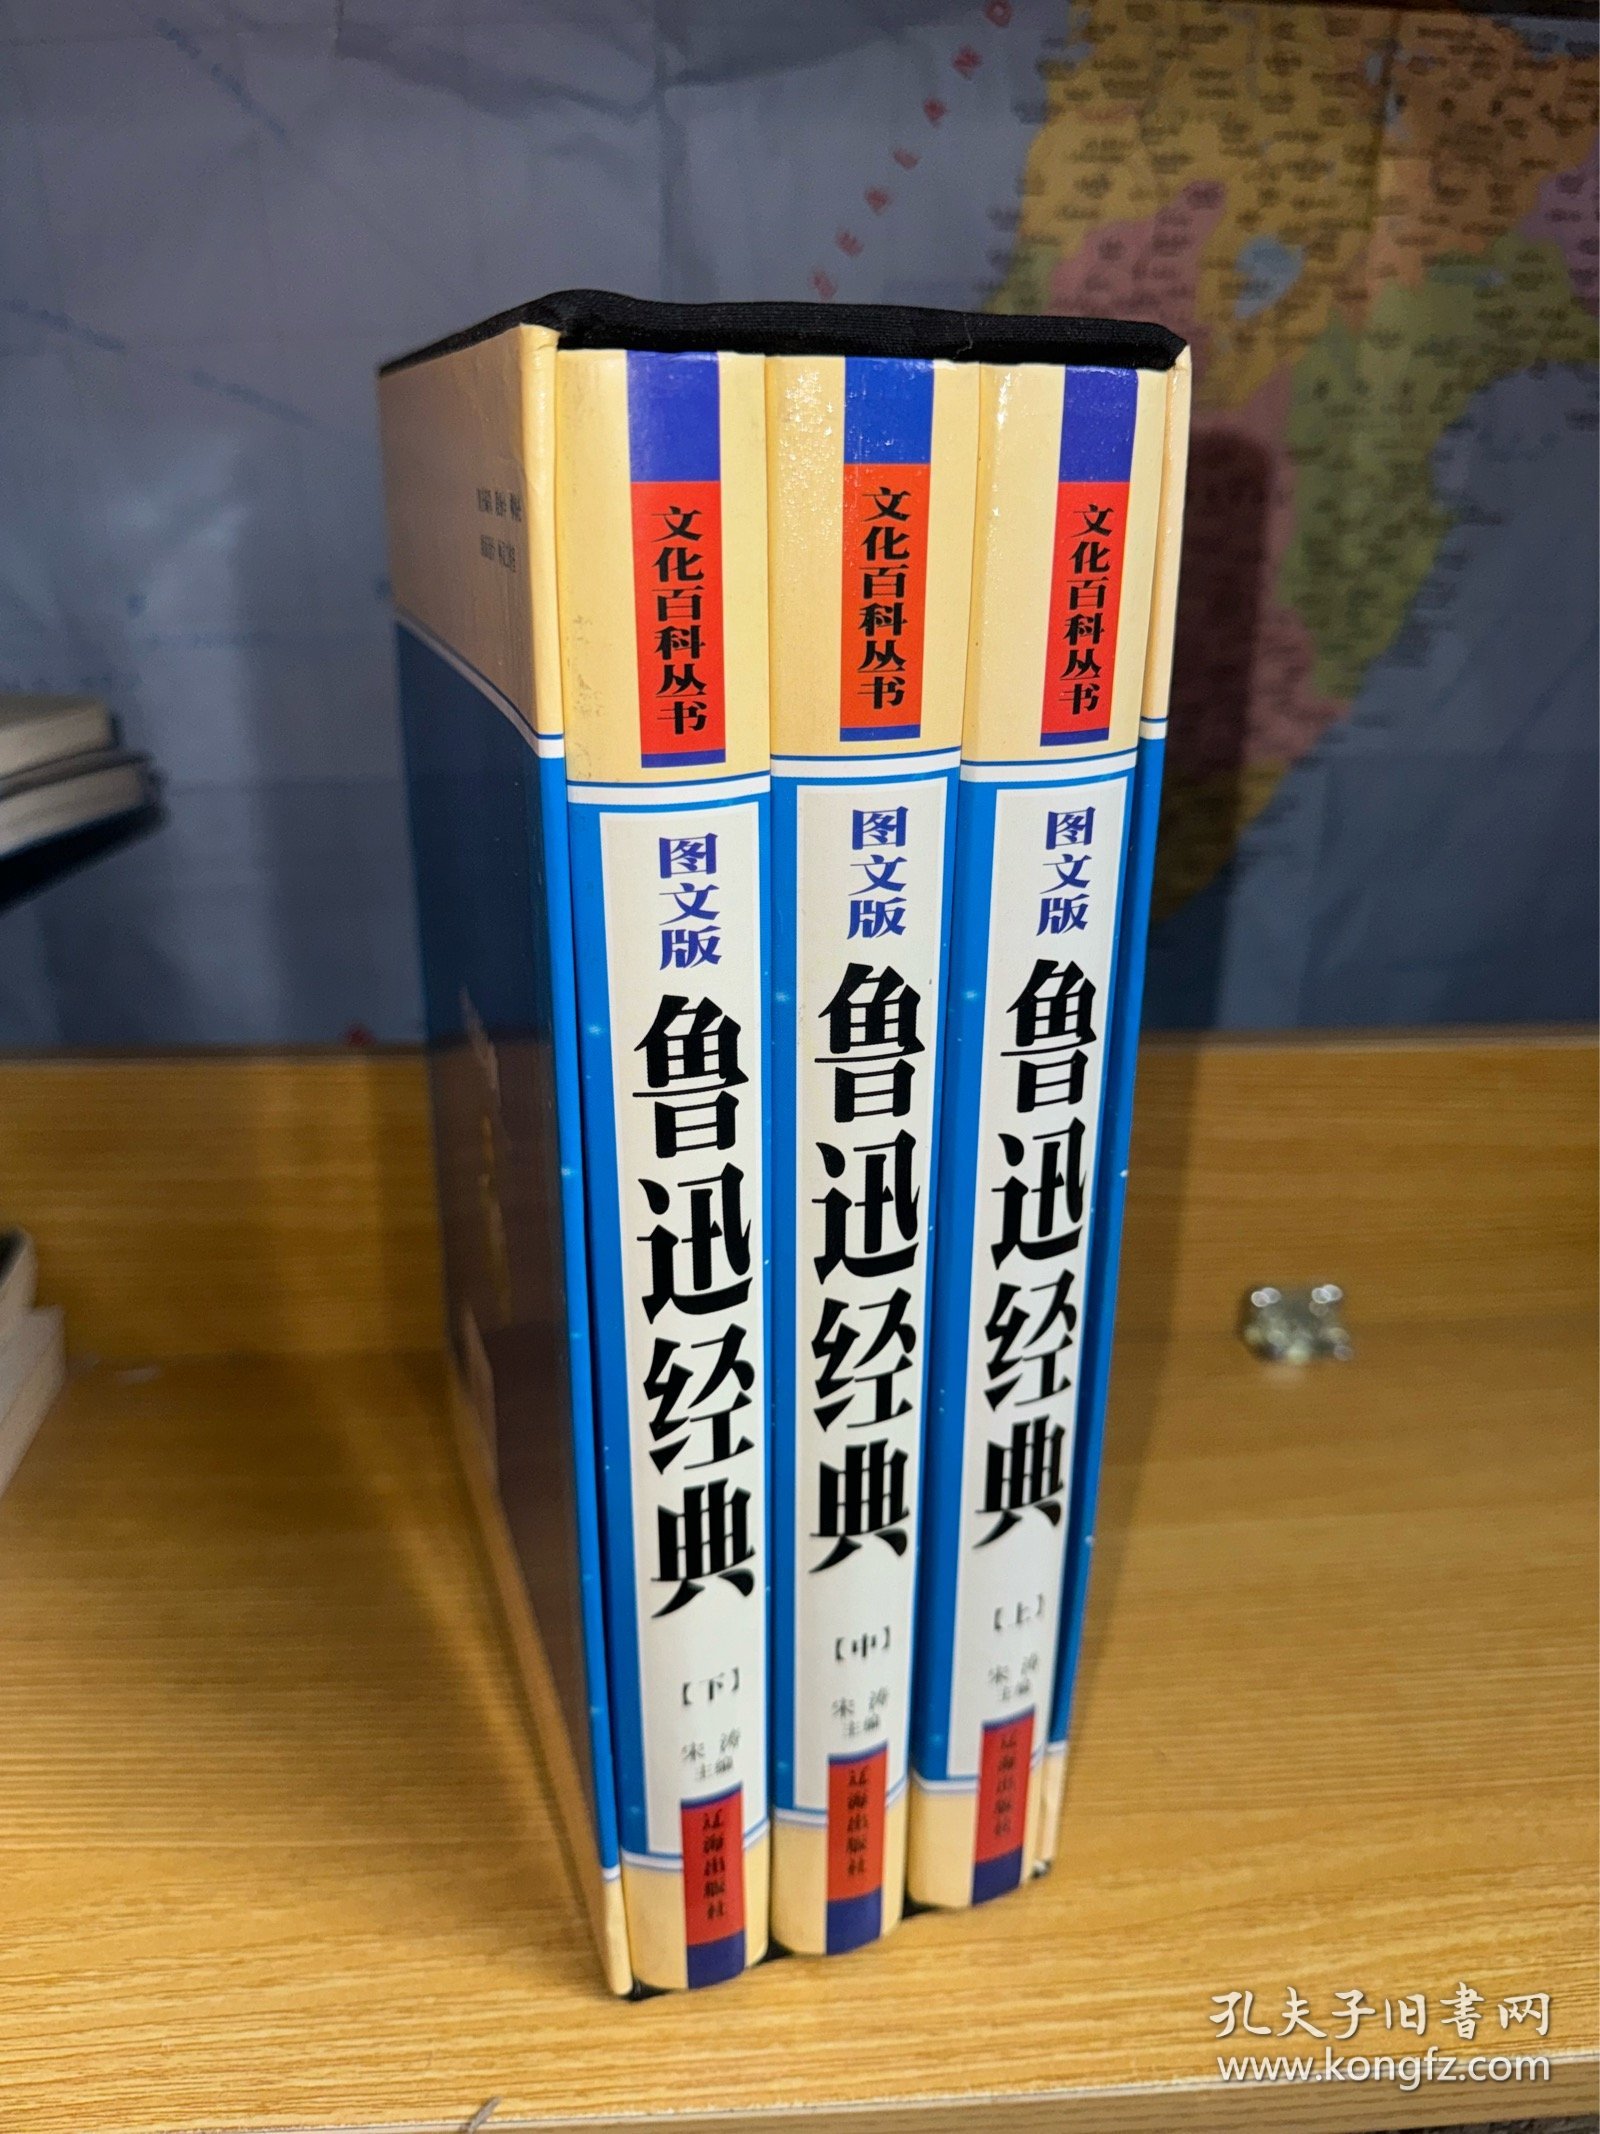 文化百科丛书
图文版
鲁迅经典
【下】
宋涛
主编
辽海出版社
文化百科丛书
图文版
鲁迅经典
【中】
宋涛
主编
辽海出版社
文化百科丛书
图文版
鲁迅经典
【上】
宋涛
主编
辽海出版社
孔夫子旧書网
www.kongfz.com